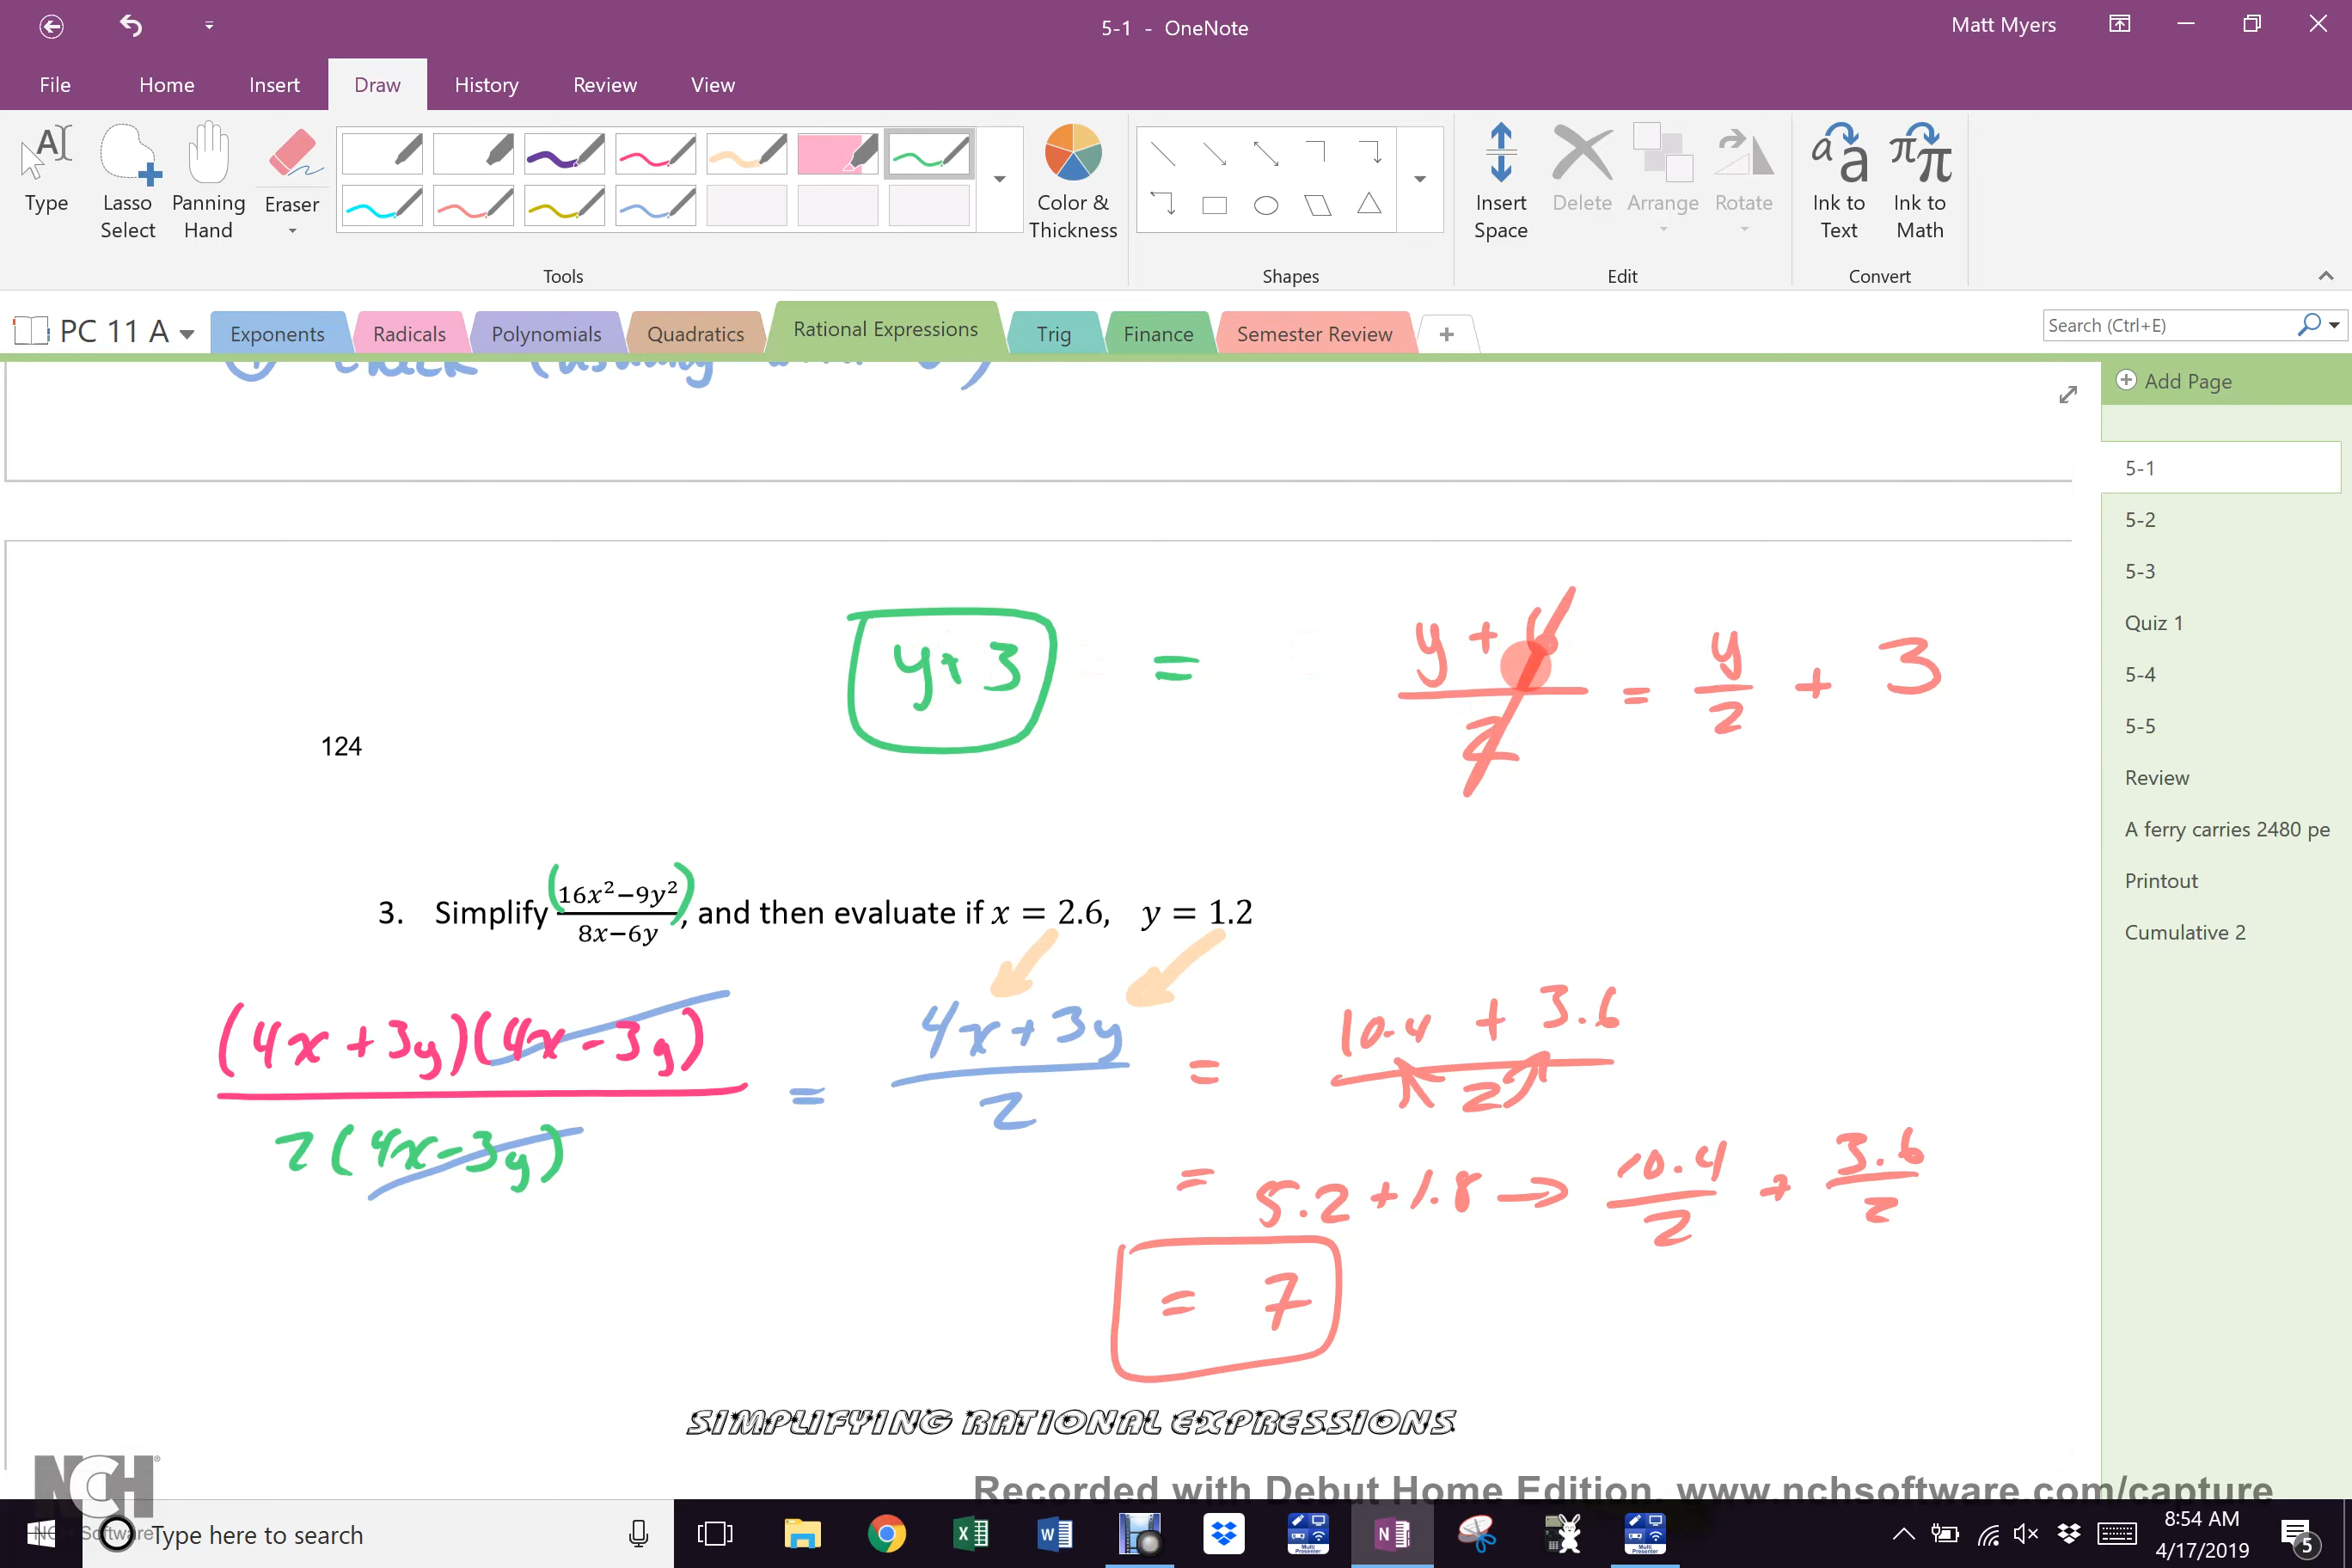 5-1 - OneNote
Matt Myers
File Home Insert Draw History Review View
Type
Lasso Select
Panning Hand
Eraser
Color & Thickness
Insert Space
Delete
Arrange
Rotate
Ink to Text
Ink to Math
Tools
Shapes
Edit
Convert
PC 11 A
Exponents Radicals Polynomials Quadratics Rational Expressions Trig Finance Semester Review
Search (Ctrl+E)
Add Page
5-1
5-2
5-3
Quiz 1
5-4
5-5
Review
A ferry carries 2480 pe
Printout
Cumulative 2
y+3 = (y+6)/2 = y/2 + 3
124
3. Simplify (16x²−9y²)/(8x−6y), and then evaluate if x = 2.6, y = 1.2
(4x+3y)(4x-3y)/2(4x-3y) = (4x+3y)/2 = (10.4 + 3.6)/2
= 5.2 + 1.8 → 10.4/2 + 3.6/2
= 7
SIMPLIFYING RATIONAL EXPRESSIONS
NCH
NCH Software
Recorded with Debut Home Edition. www.nchsoftware.com/capture
Type here to search
8:54 AM
4/17/2019
5